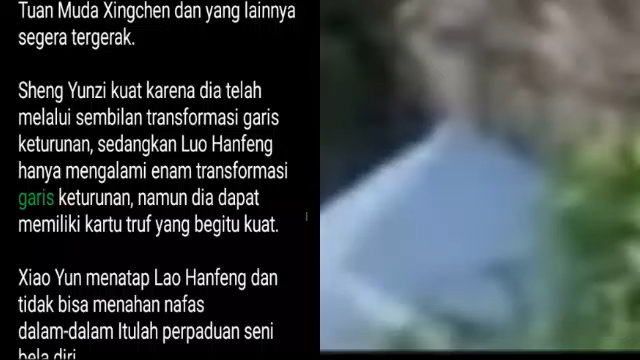 Tuan Muda Xingchen dan yang lainnya
segera tergerak.
Sheng Yunzi kuat karena dia telah
melalui sembilan transformasi garis
keturunan, sedangkan Luo Hanfeng
hanya mengalami enam transformasi
garis keturunan, namun dia dapat
memiliki kartu truf yang begitu kuat.
Xiao Yun menatap Lao Hanfeng dan
tidak bisa menahan nafas
dalam-dalam Itulah perpaduan seni
bela diri